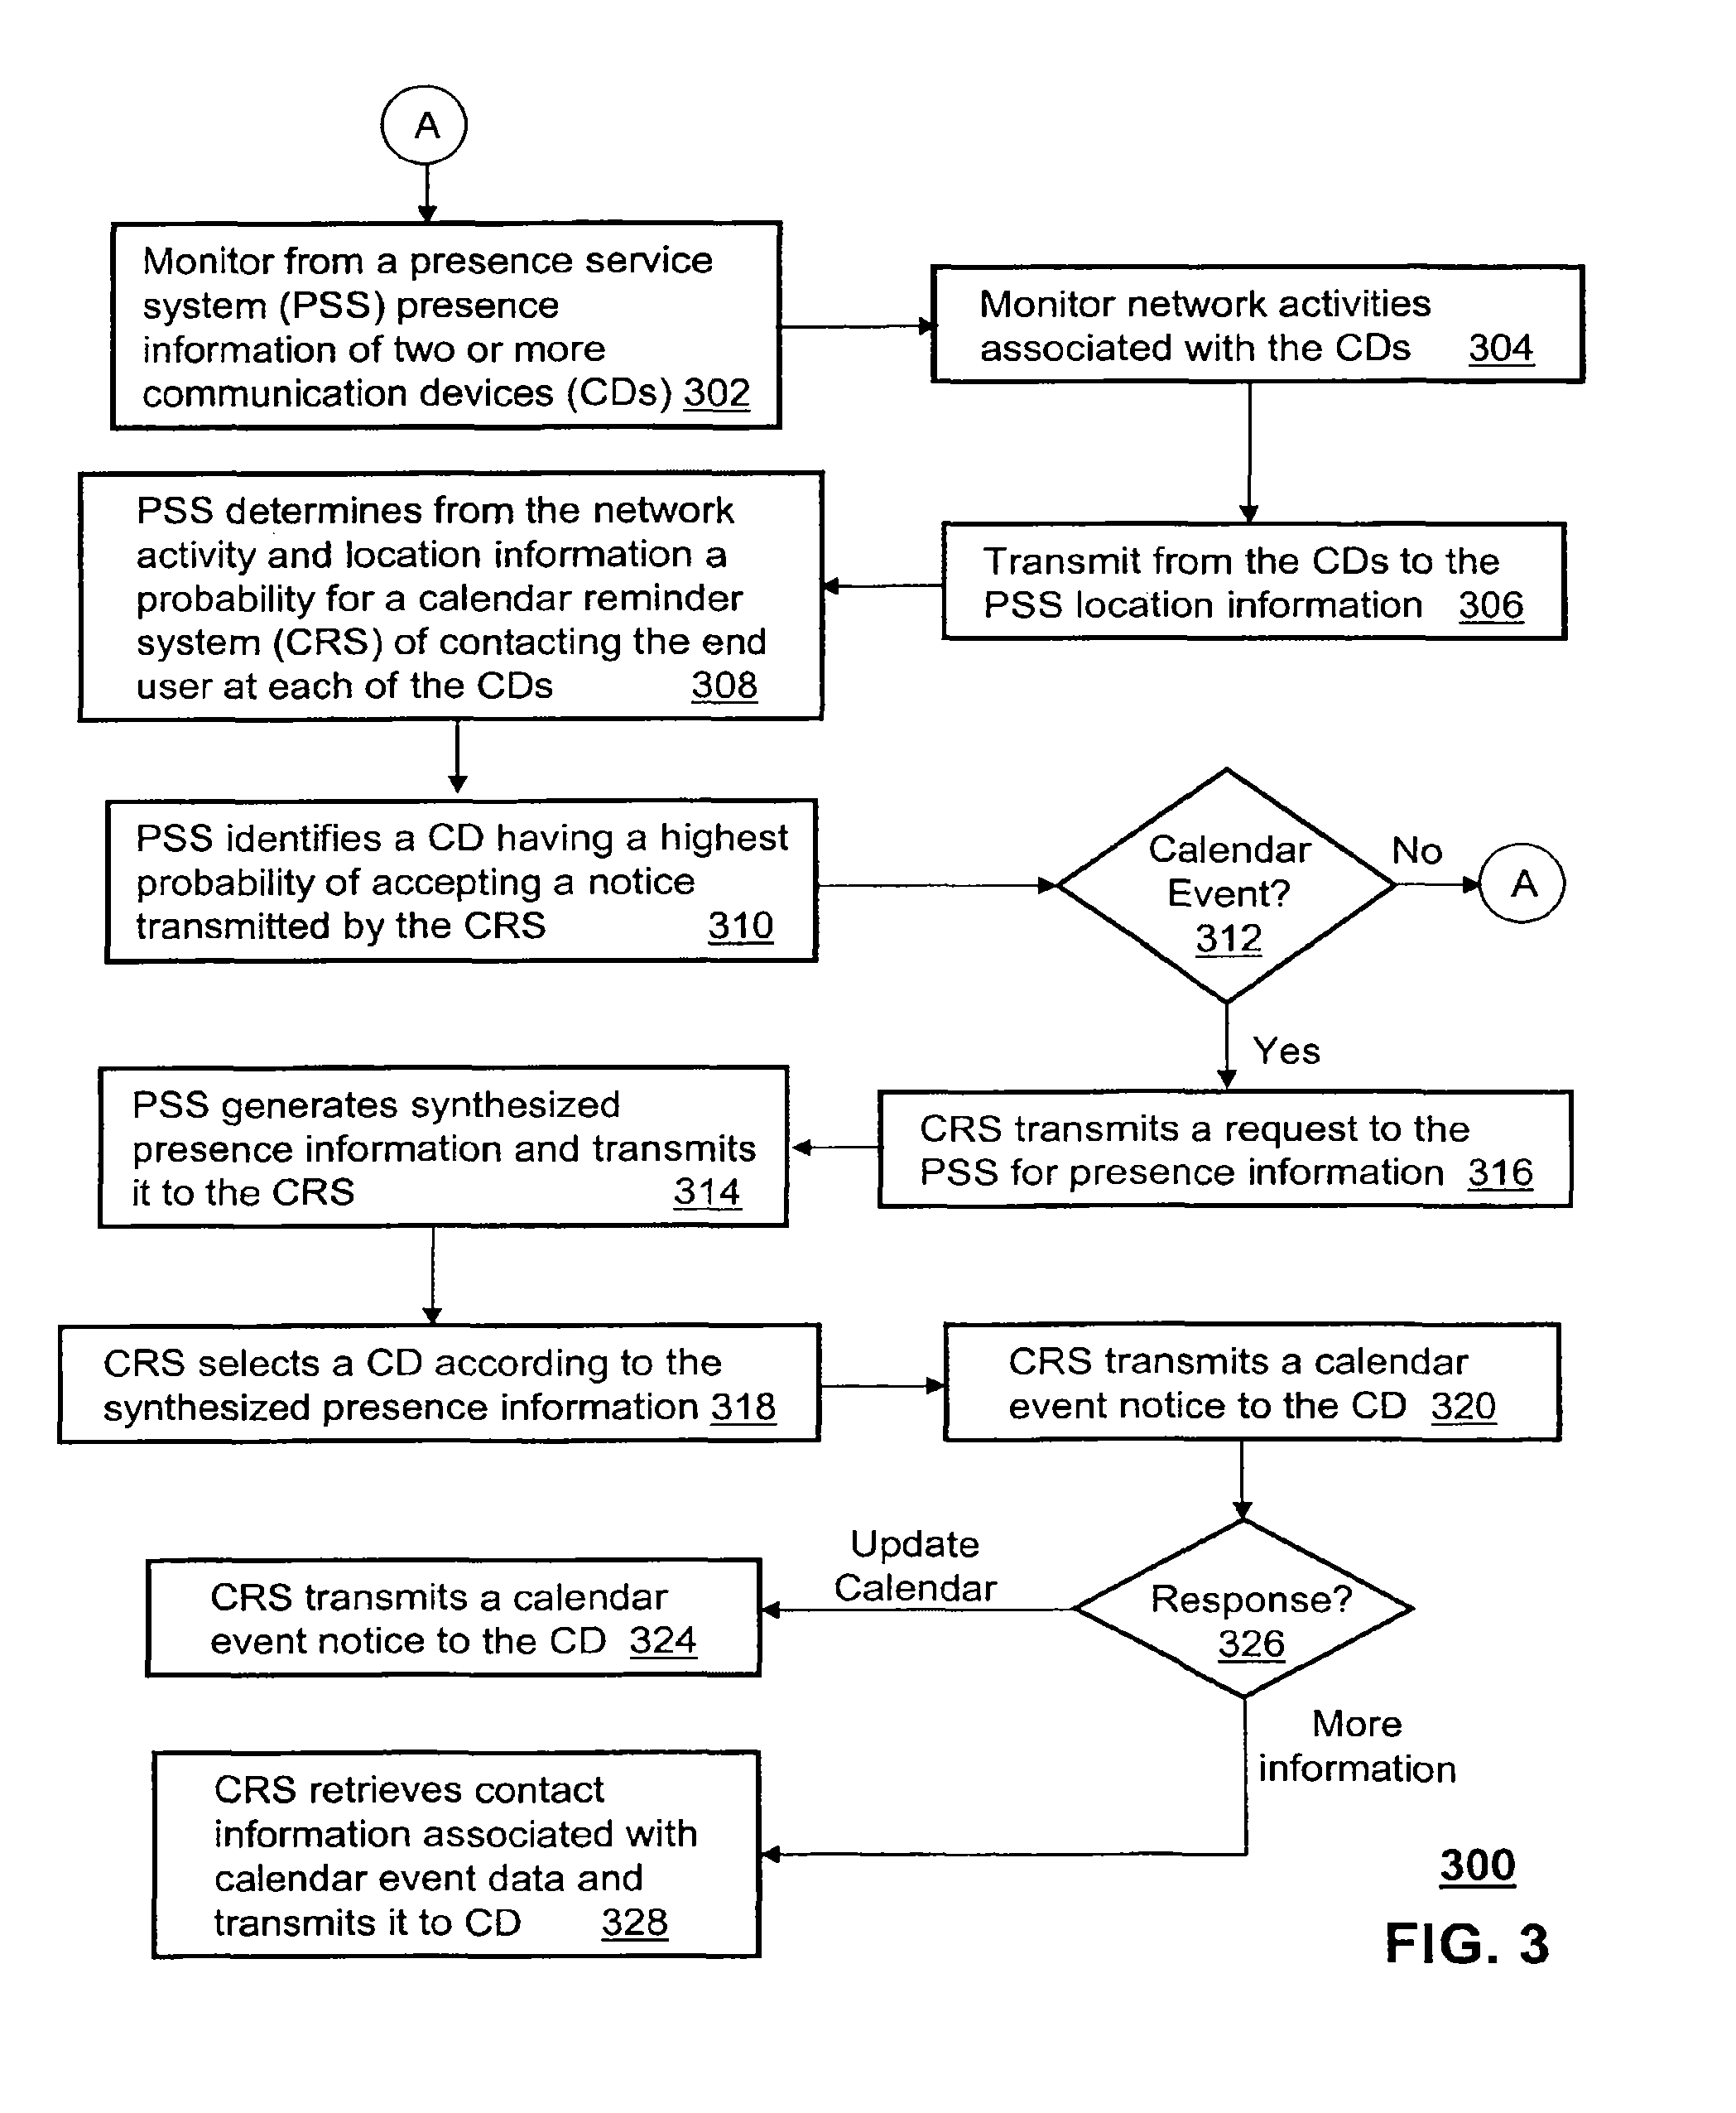 A
Monitor from a presence service
system (PSS) presence
information of two or more
communication devices (CDs) 302
Monitor network activities
associated with the CDs 304
Transmit from the CDs to the
PSS location information 306
PSS determines from the network
activity and location information a
probability for a calendar reminder
system (CRS) of contacting the end
user at each of the CDs 308
PSS identifies a CD having a highest
probability of accepting a notice
transmitted by the CRS 310
Calendar
Event?
312
No
A
Yes
CRS transmits a request to the
PSS for presence information 316
PSS generates synthesized
presence information and transmits
it to the CRS 314
CRS selects a CD according to the
synthesized presence information 318
CRS transmits a calendar
event notice to the CD 320
Response?
326
Update
Calendar
CRS transmits a calendar
event notice to the CD 324
More
information
CRS retrieves contact
information associated with
calendar event data and
transmits it to CD 328
300
FIG. 3